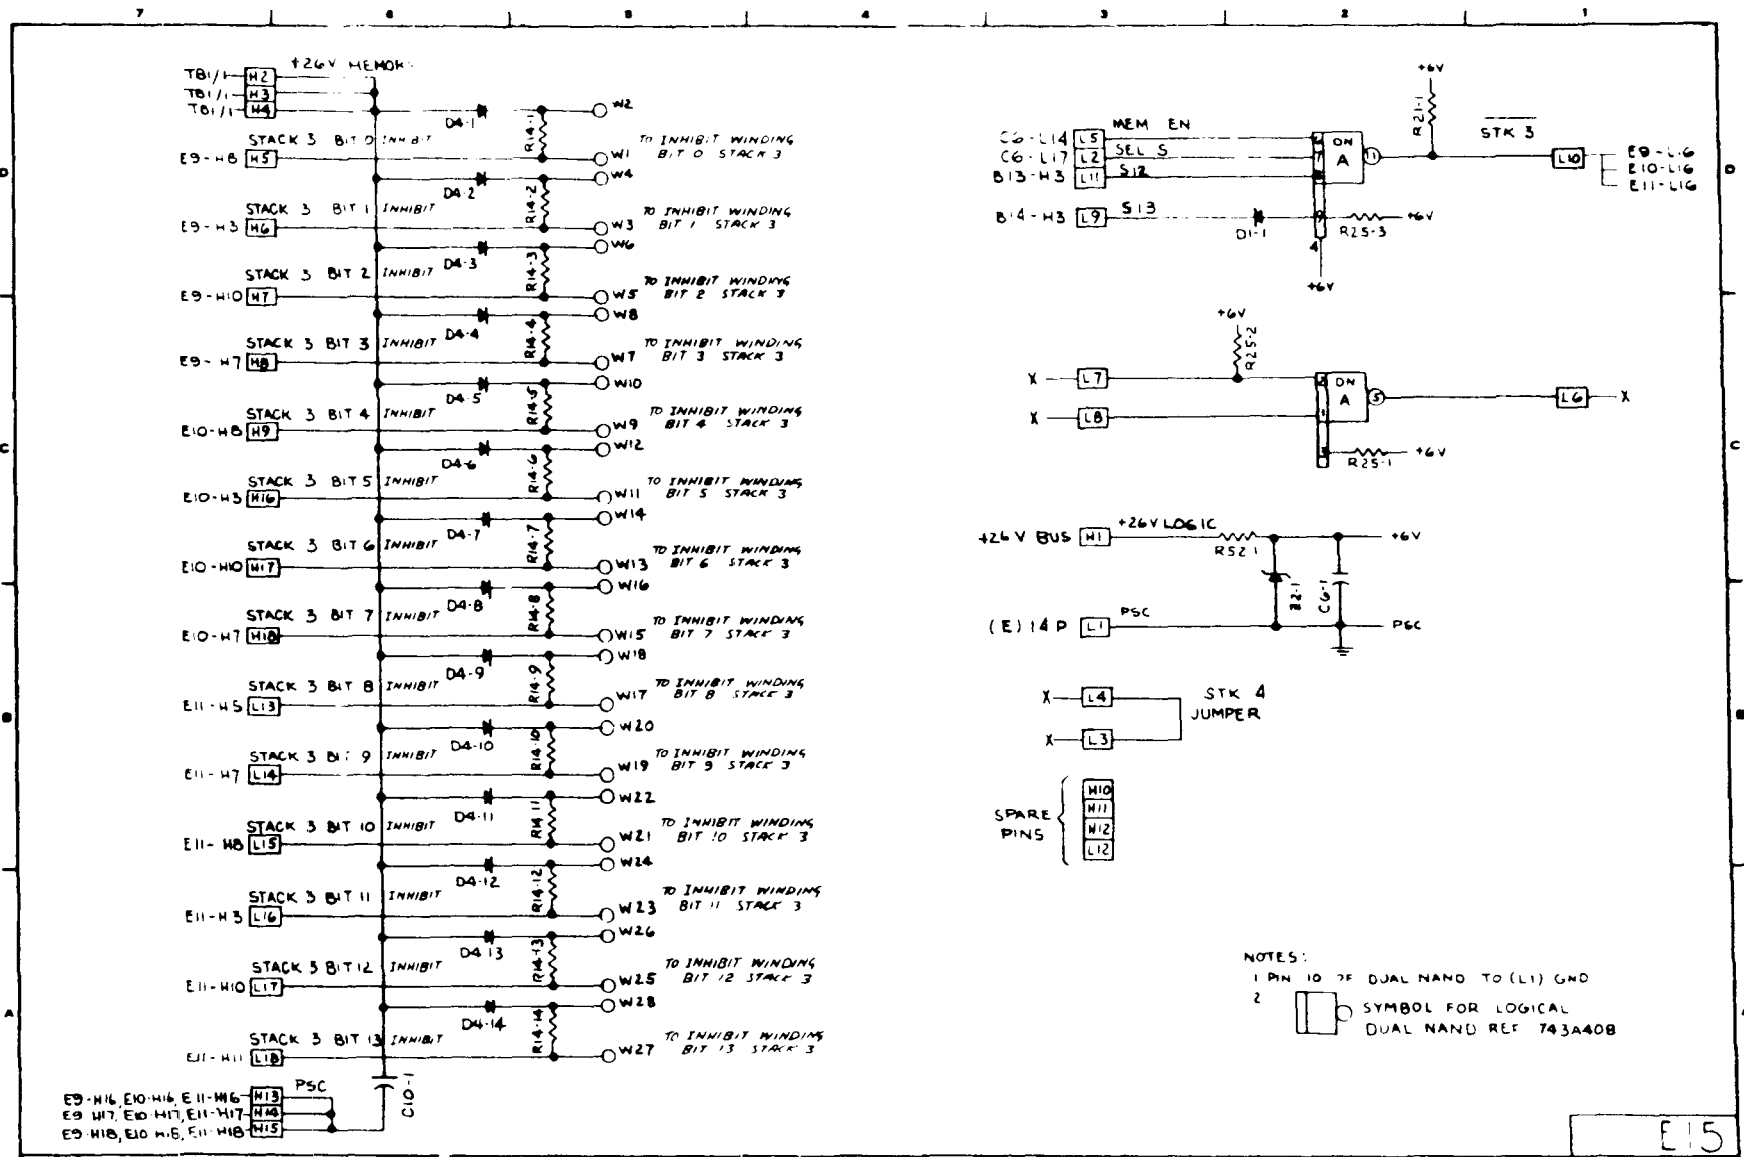 7 6 5 4 3 2 1
+26V MEMOR
TB1/1 H2
TB1/1 H3
TB1/1 H4
D4-1 R14-1 W2
STACK 3 BIT 0 INHIBIT
E9-H8 H5
W1 TO INHIBIT WINDING
BIT 0 STACK 3
D4-2 R14-2 W4
STACK 3 BIT 1 INHIBIT
E9-H3 H6
W3 TO INHIBIT WINDING
BIT 1 STACK 3
D4-3 R14-3 W6
STACK 3 BIT 2 INHIBIT
E9-H10 H7
W5 TO INHIBIT WINDING
BIT 2 STACK 3
D4-4 R14-4 W8
STACK 3 BIT 3 INHIBIT
E9-H7 H8
W7 TO INHIBIT WINDING
BIT 3 STACK 3
D4-5 R14-5 W10
STACK 3 BIT 4 INHIBIT
E10-H8 H9
W9 TO INHIBIT WINDING
BIT 4 STACK 3
D4-6 R14-6 W12
STACK 3 BIT 5 INHIBIT
E10-H3 H16
W11 TO INHIBIT WINDING
BIT 5 STACK 3
D4-7 R14-7 W14
STACK 3 BIT 6 INHIBIT
E10-H10 H17
W13 TO INHIBIT WINDING
BIT 6 STACK 3
D4-8 R14-8 W16
STACK 3 BIT 7 INHIBIT
E10-H7 H18
W15 TO INHIBIT WINDING
BIT 7 STACK 3
D4-9 R14-9 W18
STACK 3 BIT 8 INHIBIT
E11-H5 L13
W17 TO INHIBIT WINDING
BIT 8 STACK 3
D4-10 R14-10 W20
STACK 3 BIT 9 INHIBIT
E11-H7 L14
W19 TO INHIBIT WINDING
BIT 9 STACK 3
D4-11 R14-11 W22
STACK 3 BIT 10 INHIBIT
E11-H8 L15
W21 TO INHIBIT WINDING
BIT 10 STACK 3
D4-12 R14-12 W24
STACK 3 BIT 11 INHIBIT
E11-H3 L16
W23 TO INHIBIT WINDING
BIT 11 STACK 3
D4-13 R14-13 W26
STACK 3 BIT 12 INHIBIT
E11-H10 L17
W25 TO INHIBIT WINDING
BIT 12 STACK 3
D4-14 R14-14 W28
STACK 3 BIT 13 INHIBIT
E11-H11 L18
W27 TO INHIBIT WINDING
BIT 13 STACK 3
PSC
E9-H16, E10-H16, E11-H16 H13
E9 H17, E10-H17, E11-H17 H14
E9-H18, E10 H18, E11-H18 H15
C10-1
+6V
R21-1
STK 3
C6-L14 L5 MEM EN
C6-L17 L2 SEL S 7 DN A 11 L10
B13-H3 L11 S12
E9-L16
E10-L16
E11-L16
B14-H3 L9 S13 D1-1 9 R25-3 +6V
4
+6V
+6V
R25-2
X L7 2 DN A 5 L6 X
X L8 1
3 R25-1 +6V
+26V BUS H1 +26V LOGIC R52 1 +6V
C6-1
(E) 14 P L1 PSC PSC
X L4 STK 4
JUMPER
X L3
SPARE
PINS
H10
H11
H12
L12
NOTES:
1 PIN 10 OF DUAL NAND TO (L1) GND
2 SYMBOL FOR LOGICAL
DUAL NAND REF 743A408
D D
C C
B B
A
E15